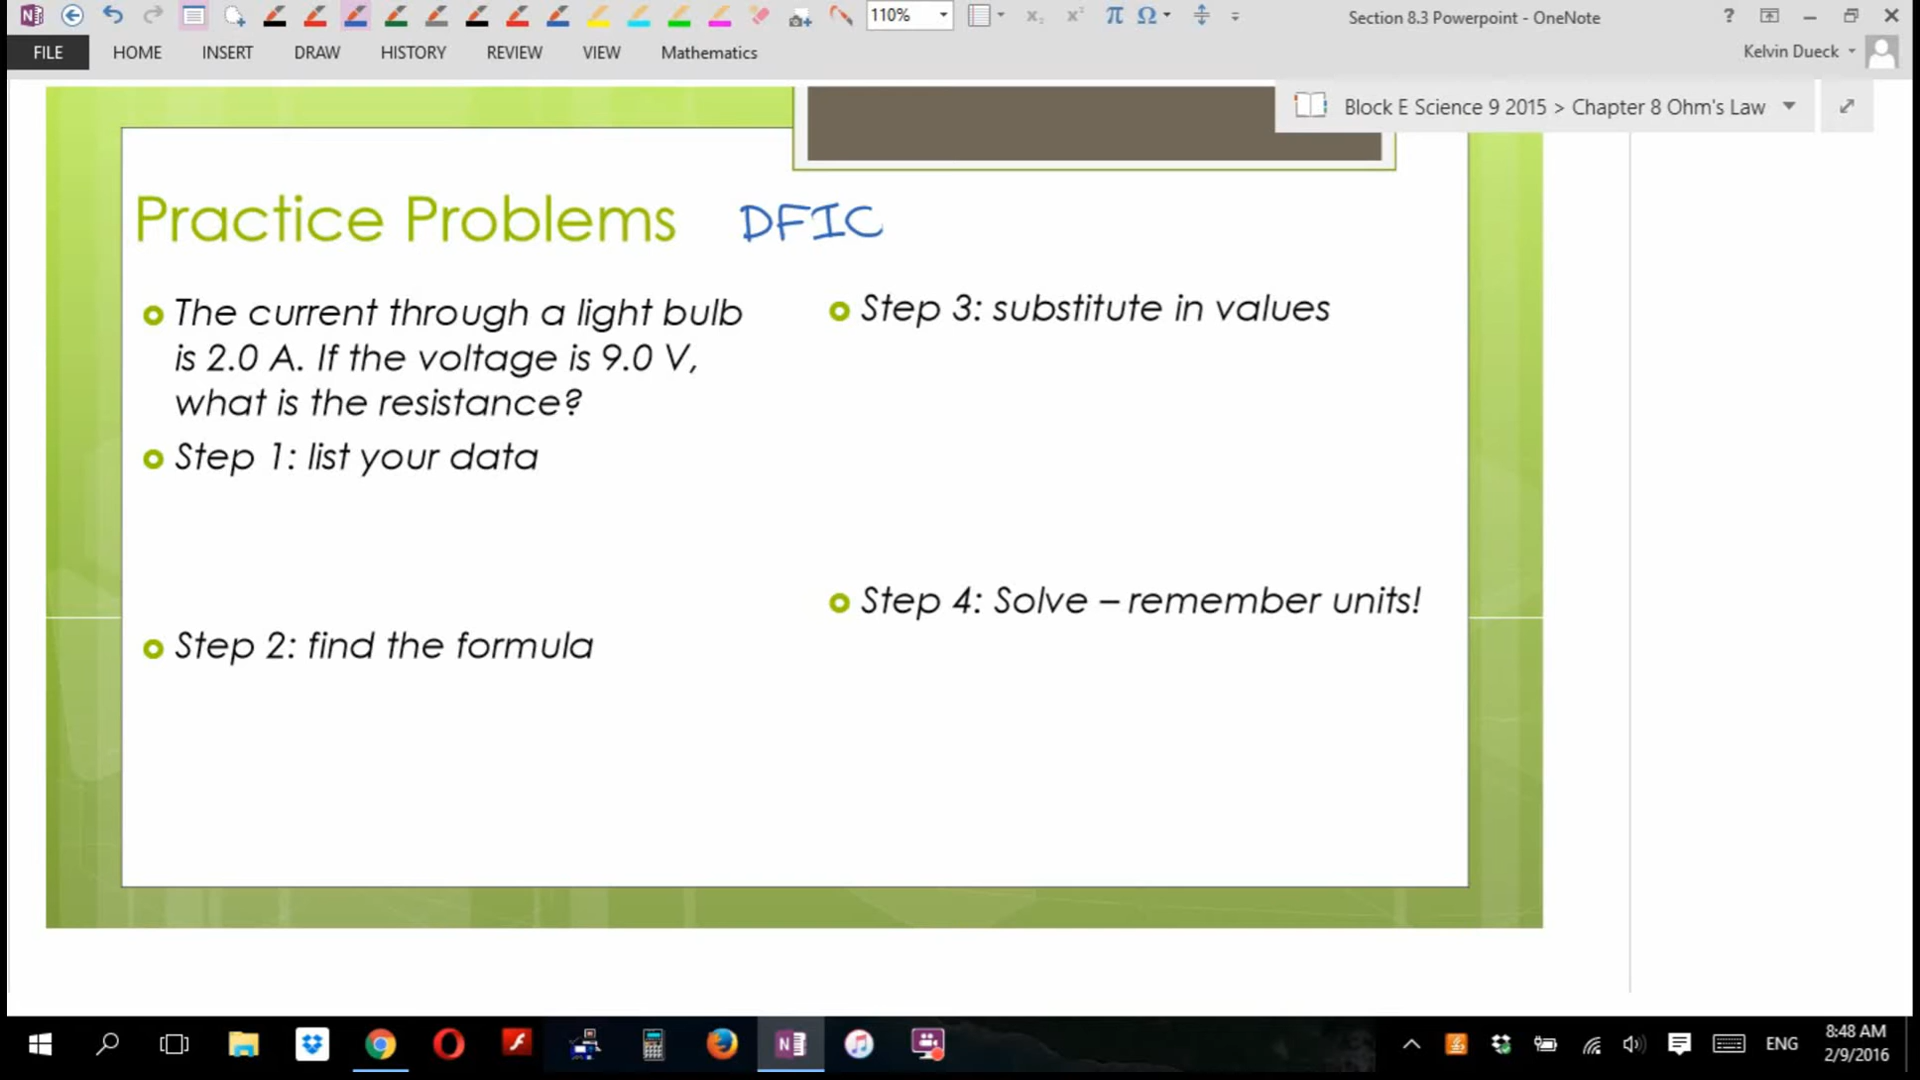 110%
π
Ω
Section 8.3 Powerpoint - OneNote
?
FILE
HOME
INSERT
DRAW
HISTORY
REVIEW
VIEW
Mathematics
Kelvin Dueck
Block E Science 9 2015 > Chapter 8 Ohm's Law
Practice Problems
DFIC
The current through a light bulb
is 2.0 A. If the voltage is 9.0 V,
what is the resistance?
Step 1: list your data
Step 2: find the formula
Step 3: substitute in values
Step 4: Solve – remember units!
ENG
8:48 AM
2/9/2016